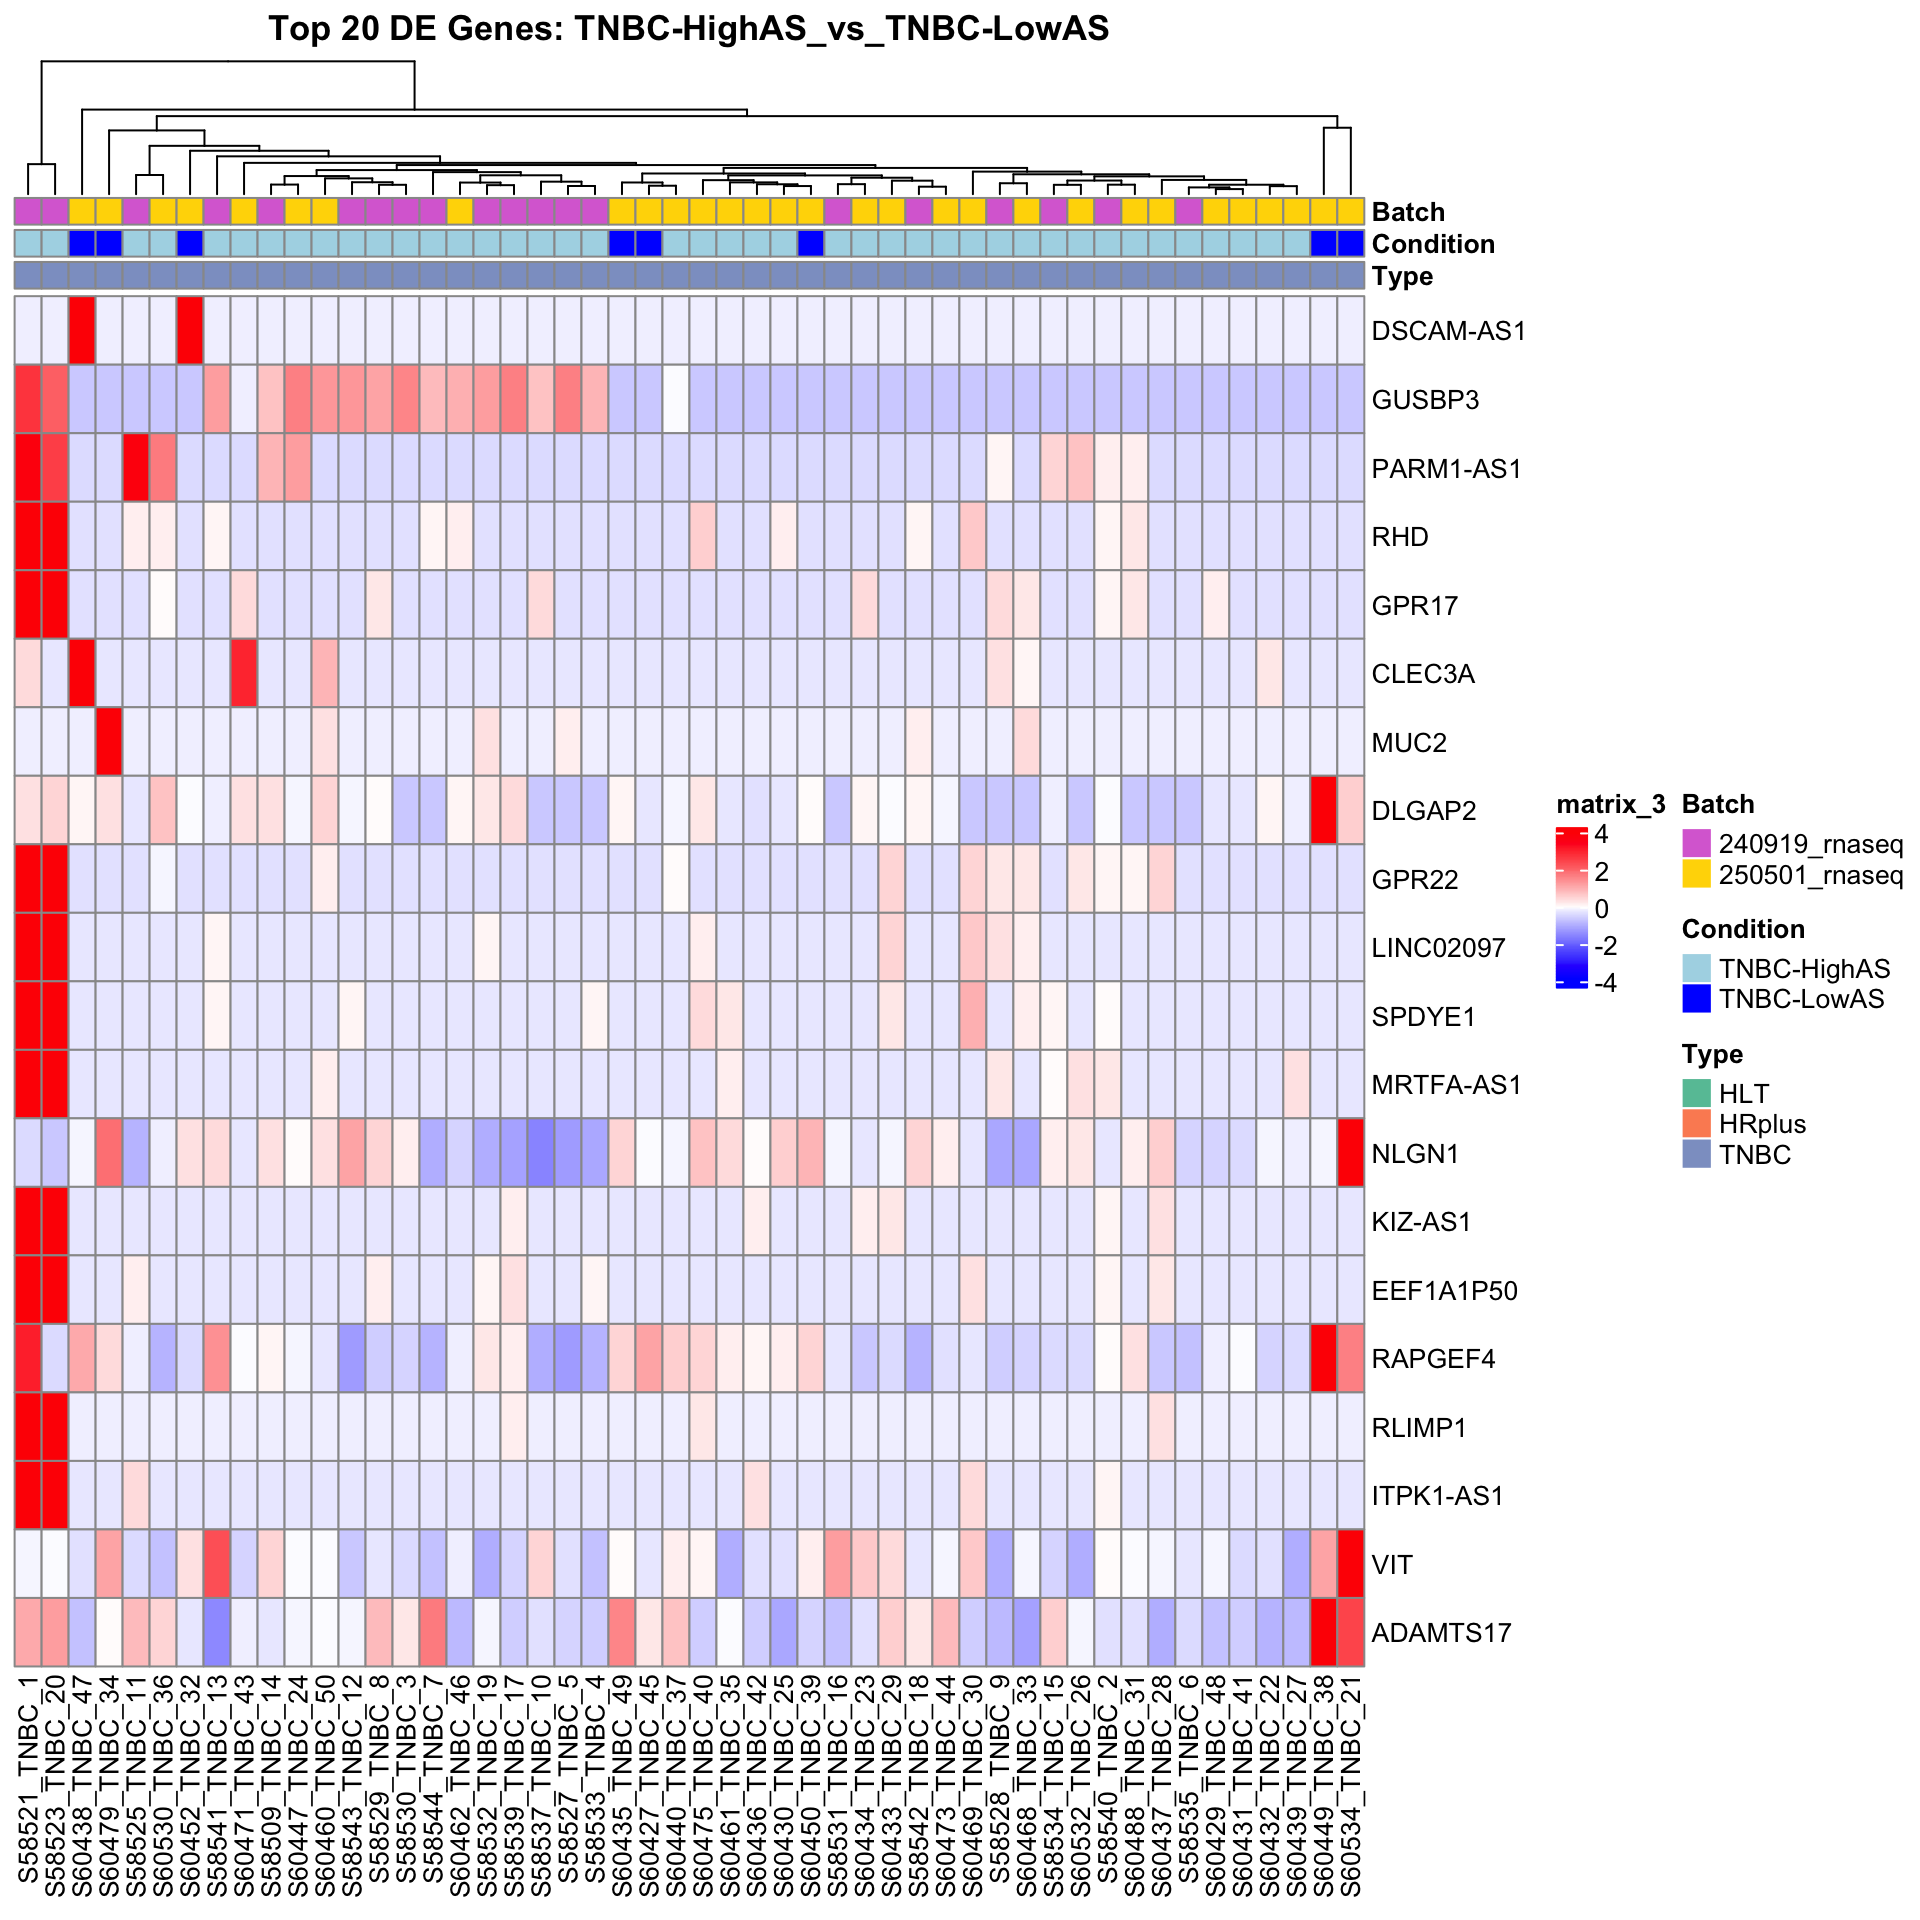 Top 20 DE Genes: TNBC-HighAS_vs_TNBC-LowAS
Batch
Condition
Type
DSCAM-AS1
GUSBP3
PARM1-AS1
RHD
GPR17
CLEC3A
MUC2
DLGAP2
GPR22
LINC02097
SPDYE1
MRTFA-AS1
NLGN1
KIZ-AS1
EEF1A1P50
RAPGEF4
RLIMP1
ITPK1-AS1
VIT
ADAMTS17
S58521_TNBC_1
S58523_TNBC_20
S60438_TNBC_47
S60479_TNBC_34
S58525_TNBC_11
S60530_TNBC_36
S60452_TNBC_32
S58541_TNBC_13
S60471_TNBC_43
S58509_TNBC_14
S60447_TNBC_24
S60460_TNBC_50
S58543_TNBC_12
S58529_TNBC_8
S58530_TNBC_3
S58544_TNBC_7
S60462_TNBC_46
S58532_TNBC_19
S58539_TNBC_17
S58537_TNBC_10
S58527_TNBC_5
S58533_TNBC_4
S60435_TNBC_49
S60427_TNBC_45
S60440_TNBC_37
S60475_TNBC_40
S60461_TNBC_35
S60436_TNBC_42
S60430_TNBC_25
S60450_TNBC_39
S58531_TNBC_16
S60434_TNBC_23
S60433_TNBC_29
S58542_TNBC_18
S60473_TNBC_44
S60469_TNBC_30
S58528_TNBC_9
S60468_TNBC_33
S58534_TNBC_15
S60532_TNBC_26
S58540_TNBC_2
S60488_TNBC_31
S60437_TNBC_28
S58535_TNBC_6
S60429_TNBC_48
S60431_TNBC_41
S60432_TNBC_22
S60439_TNBC_27
S60449_TNBC_38
S60534_TNBC_21
matrix_3
4
2
0
-2
-4
Batch
240919_rnaseq
250501_rnaseq
Condition
TNBC-HighAS
TNBC-LowAS
Type
HLT
HRplus
TNBC